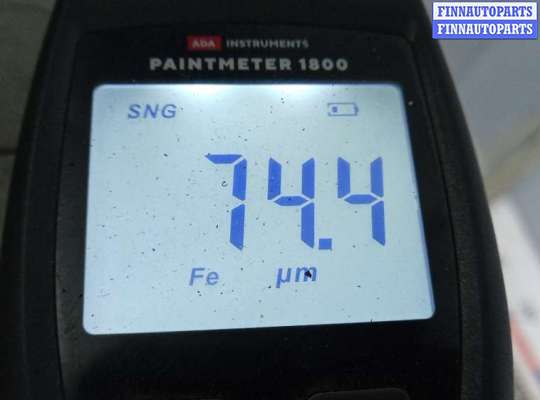 FINNAUTOPARTS
FINNAUTOPARTS
ADA INSTRUMENTS
PAINTMETER 1800
SNG
74.4
Fe μm